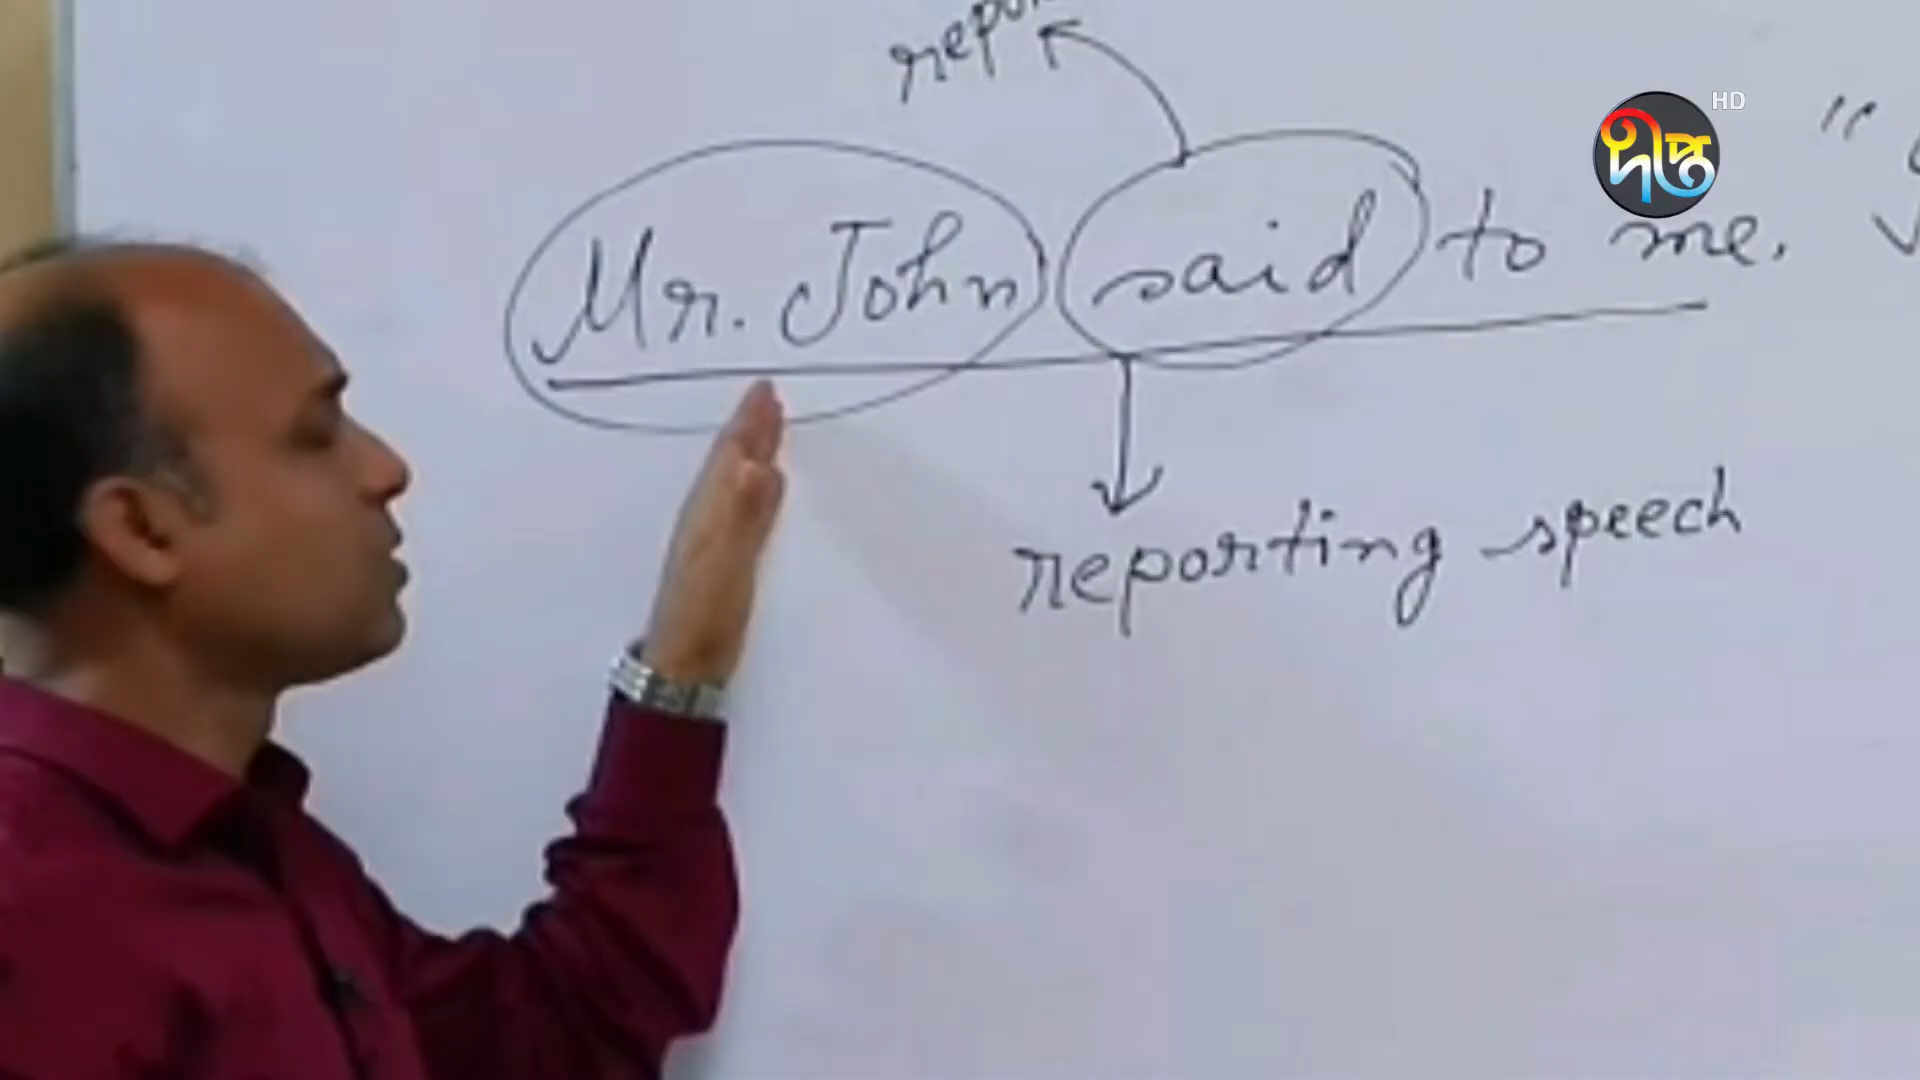 HD
দীপ্ত
Mr. John said to me. "
reporting speech